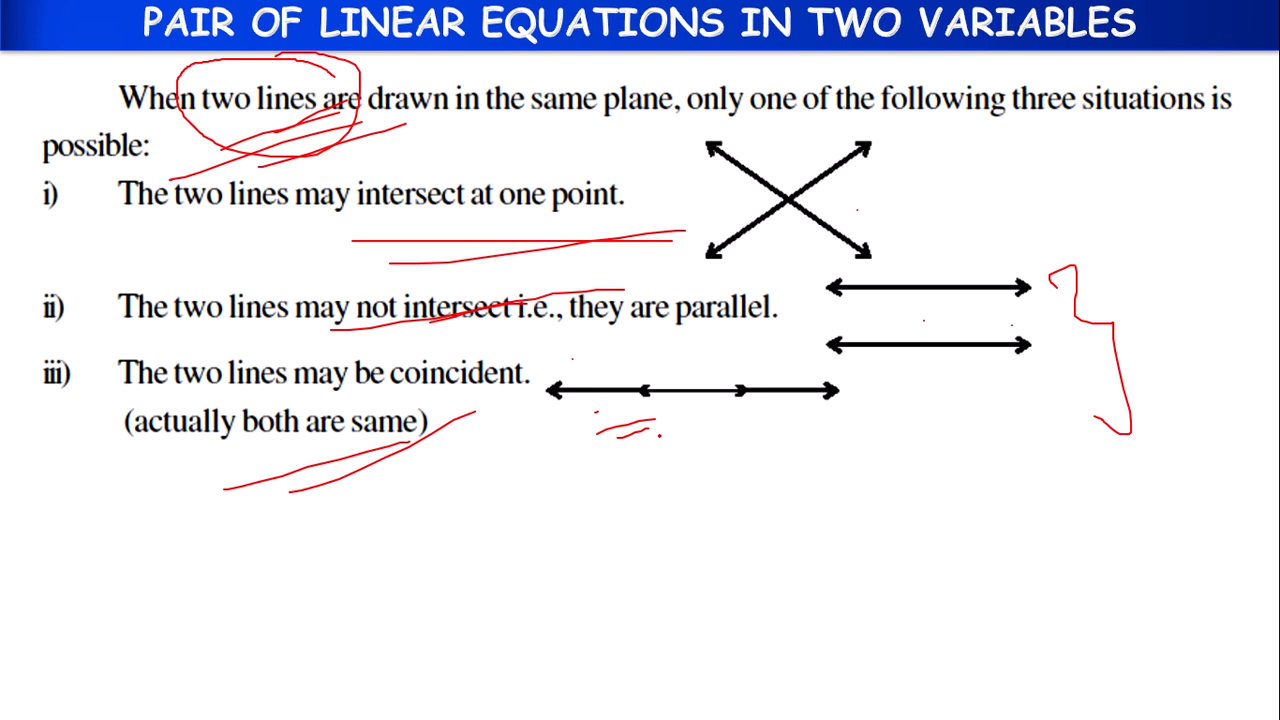 PAIR OF LINEAR EQUATIONS IN TWO VARIABLES
When two lines are drawn in the same plane, only one of the following three situations is
possible:
i) The two lines may intersect at one point.
ii) The two lines may not intersect i.e., they are parallel.
iii) The two lines may be coincident.
(actually both are same)